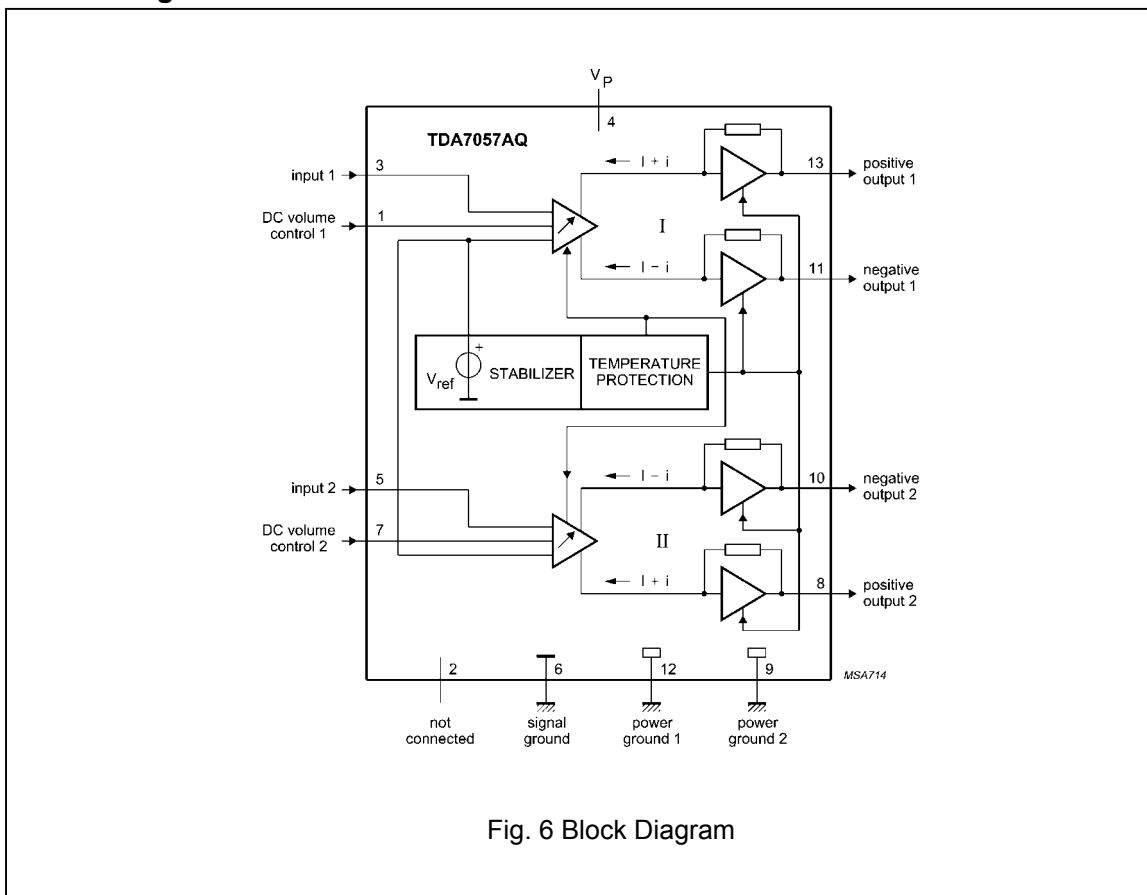 V P
4
TDA7057AQ
3
input 1
I + i
13
positive
output 1
1
DC volume
control 1
I
I − i
11
negative
output 1
+
Vref
STABILIZER
TEMPERATURE
PROTECTION
5
input 2
I − i
10
negative
output 2
7
DC volume
control 2
II
I + i
8
positive
output 2
2
6
12
9
MSA714
not
connected
signal
ground
power
ground 1
power
ground 2
Fig. 6 Block Diagram